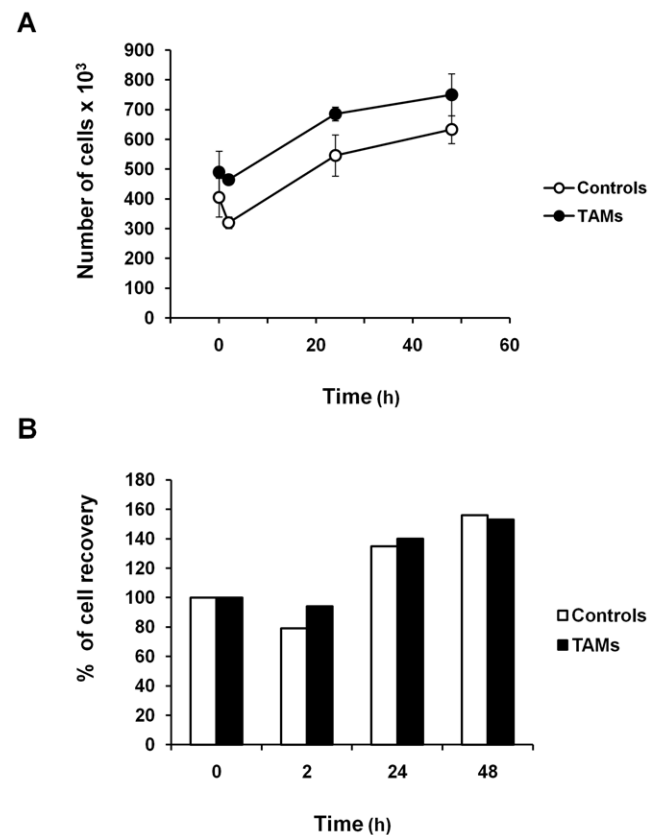 A
Number of cells x 10³
900
800
700
600
500
400
300
200
100
0
0 20 40 60
Time (h)
Controls
TAMs
B
% of cell recovery
180
160
140
120
100
80
60
40
20
0
0 2 24 48
Time (h)
Controls
TAMs